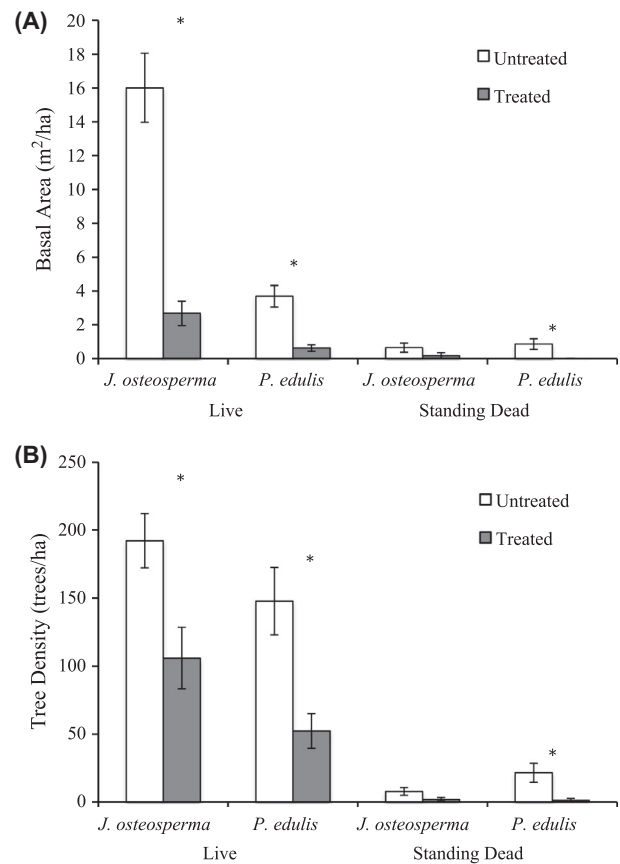 (A)
*
Untreated
Treated
*
*
Basal Area (m²/ha)
20
18
16
14
12
10
8
6
4
2
0
J. osteosperma P. edulis J. osteosperma P. edulis
Live Standing Dead
(B)
*
Untreated
Treated
*
*
Tree Density (trees/ha)
250
200
150
100
50
0
J. osteosperma P. edulis J. osteosperma P. edulis
Live Standing Dead